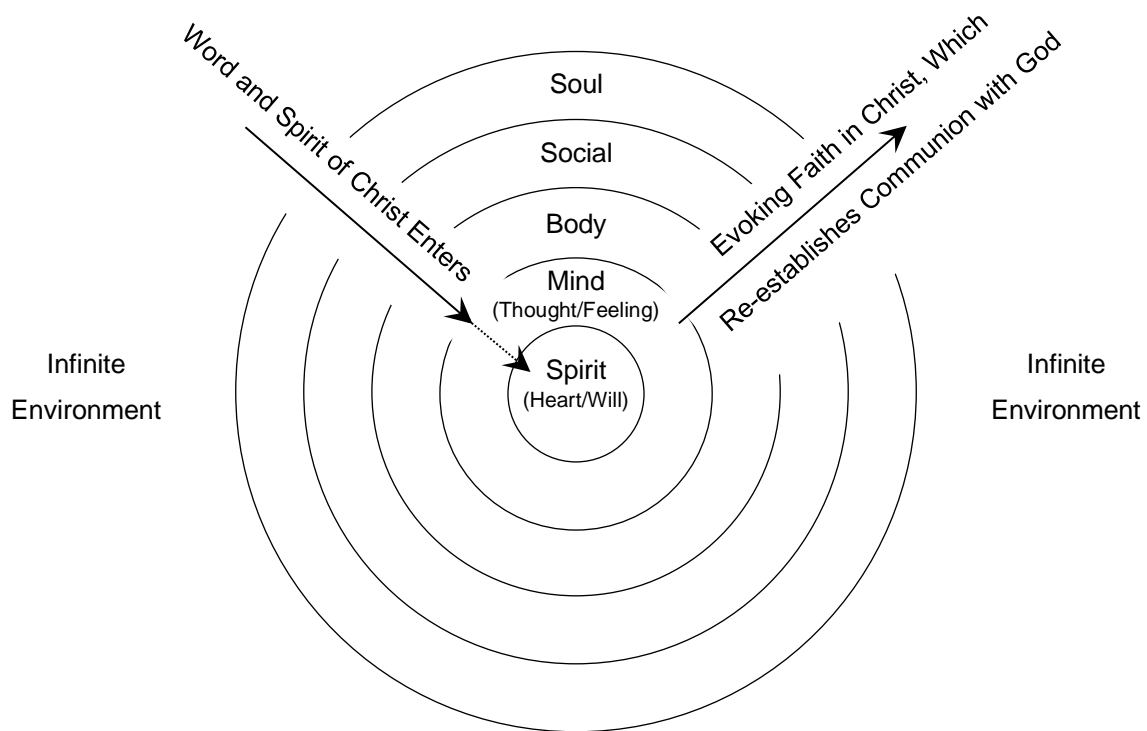 Word and Spirit of Christ Enters
Evoking Faith in Christ, Which
Re-establishes Communion with God
Soul
Social
Body
Mind
(Thought/Feeling)
Spirit
(Heart/Will)
Infinite
Environment
Infinite
Environment